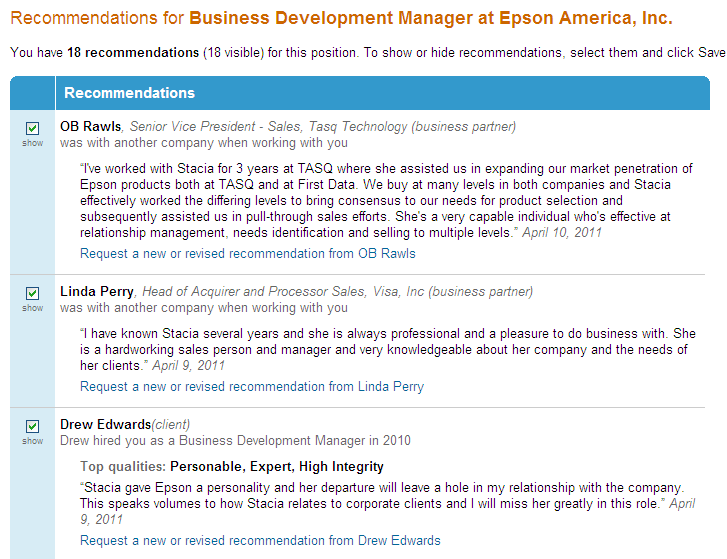 Recommendations for Business Development Manager at Epson America, Inc.
You have 18 recommendations (18 visible) for this position. To show or hide recommendations, select them and click Save
Recommendations
OB Rawls, Senior Vice President - Sales, Tasq Technology (business partner)
show
was with another company when working with you
“I've worked with Stacia for 3 years at TASQ where she assisted us in expanding our market penetration of
Epson products both at TASQ and at First Data. We buy at many levels in both companies and Stacia
effectively worked the differing levels to bring consensus to our needs for product selection and
subsequently assisted us in pull-through sales efforts. She's a very capable individual who's effective at
relationship management, needs identification and selling to multiple levels.” April 10, 2011
Request a new or revised recommendation from OB Rawls
Linda Perry, Head of Acquirer and Processor Sales, Visa, Inc (business partner)
show
was with another company when working with you
“I have known Stacia several years and she is always professional and a pleasure to do business with. She
is a hardworking sales person and manager and very knowledgeable about her company and the needs of
her clients.” April 9, 2011
Request a new or revised recommendation from Linda Perry
Drew Edwards(client)
show
Drew hired you as a Business Development Manager in 2010
Top qualities: Personable, Expert, High Integrity
“Stacia gave Epson a personality and her departure will leave a hole in my relationship with the company.
This speaks volumes to how Stacia relates to corporate clients and I will miss her greatly in this role.” April
9, 2011
Request a new or revised recommendation from Drew Edwards